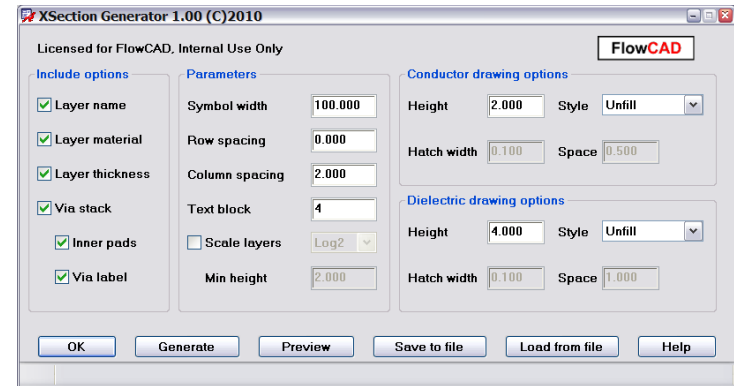 XSection Generator 1.00 (C)2010
Licensed for FlowCAD, Internal Use Only
FlowCAD
Include options
Layer name
Layer material
Layer thickness
Via stack
Inner pads
Via label
Parameters
Symbol width 100.000
Row spacing 0.000
Column spacing 2.000
Text block 4
Scale layers Log2
Min height 2.000
Conductor drawing options
Height 2.000 Style Unfill
Hatch width 0.100 Space 0.500
Dielectric drawing options
Height 4.000 Style Unfill
Hatch width 0.100 Space 1.000
OK Generate Preview Save to file Load from file Help